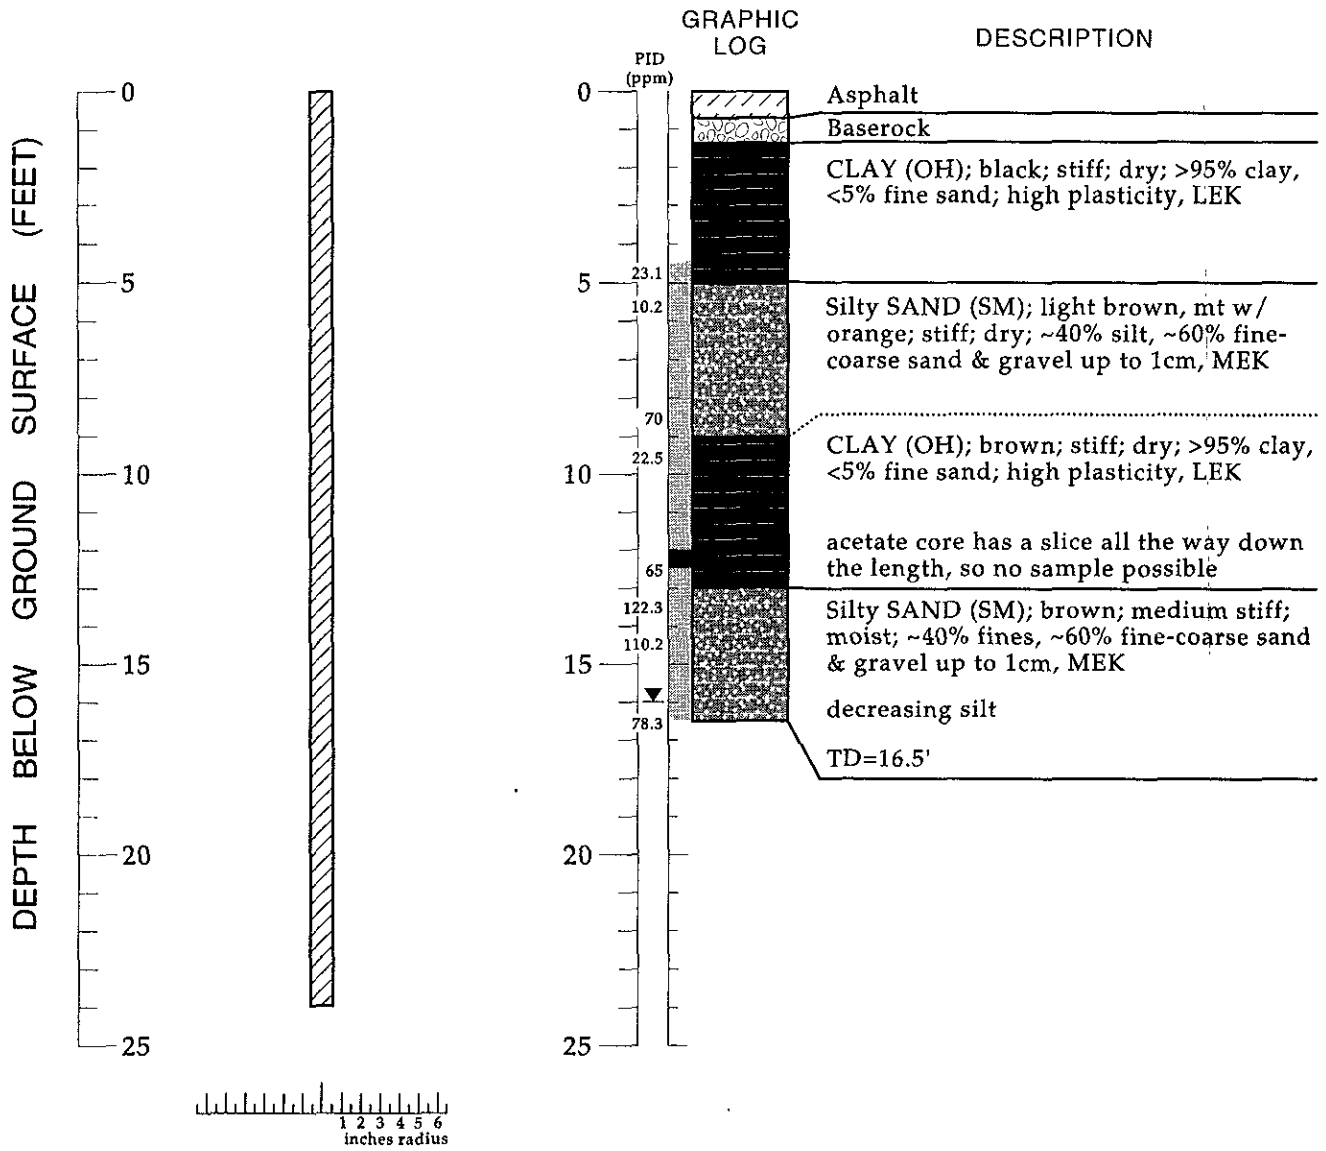 GRAPHIC
LOG
DESCRIPTION
PID
(ppm)
DEPTH BELOW GROUND SURFACE (FEET)
0
5
10
15
20
25
1 2 3 4 5 6
inches radius
0
5
10
15
20
25
23.1
10.2
70
22.5
65
122.3
110.2
78.3
Asphalt
Baserock
CLAY (OH); black; stiff; dry; >95% clay,
<5% fine sand; high plasticity, LEK
Silty SAND (SM); light brown, mt w/
orange; stiff; dry; ~40% silt, ~60% fine-
coarse sand & gravel up to 1cm, MEK
CLAY (OH); brown; stiff; dry; >95% clay,
<5% fine sand; high plasticity, LEK
acetate core has a slice all the way down
the length, so no sample possible
Silty SAND (SM); brown; medium stiff;
moist; ~40% fines, ~60% fine-coarse sand
& gravel up to 1cm, MEK
decreasing silt
TD=16.5'